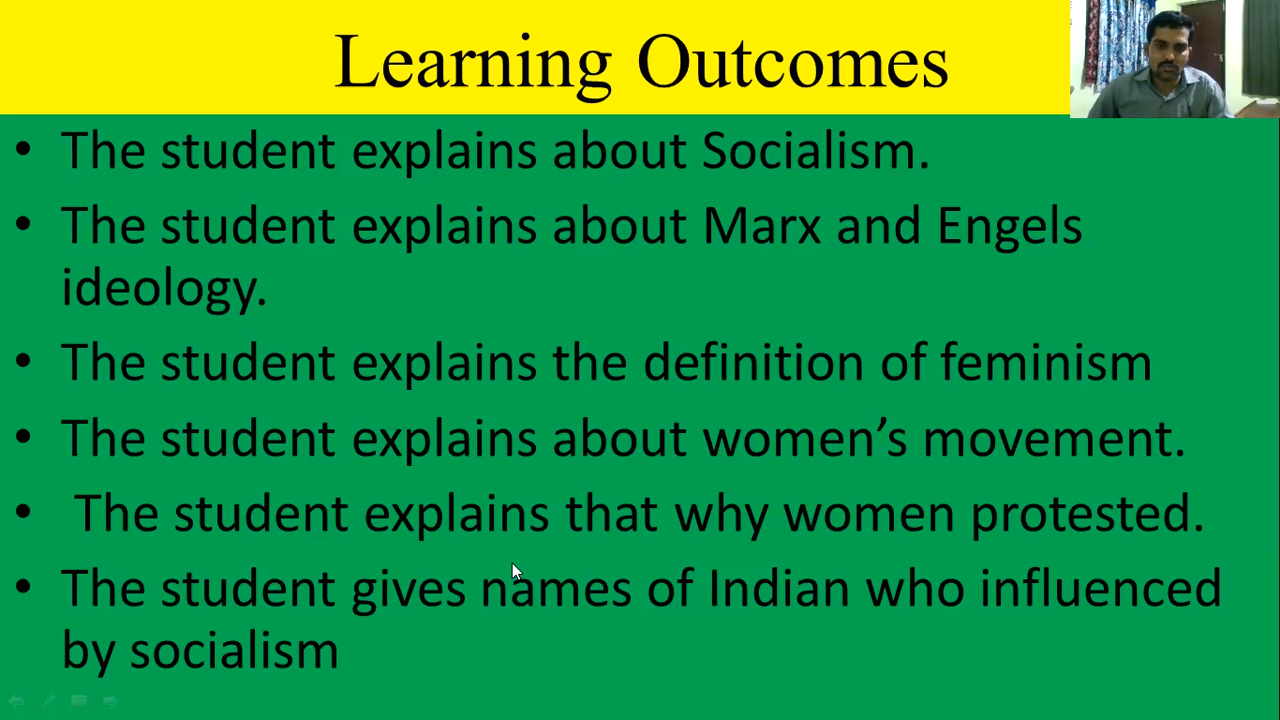 Learning Outcomes
• The student explains about Socialism.
• The student explains about Marx and Engels
ideology.
• The student explains the definition of feminism
• The student explains about women’s movement.
• The student explains that why women protested.
• The student gives names of Indian who influenced
by socialism